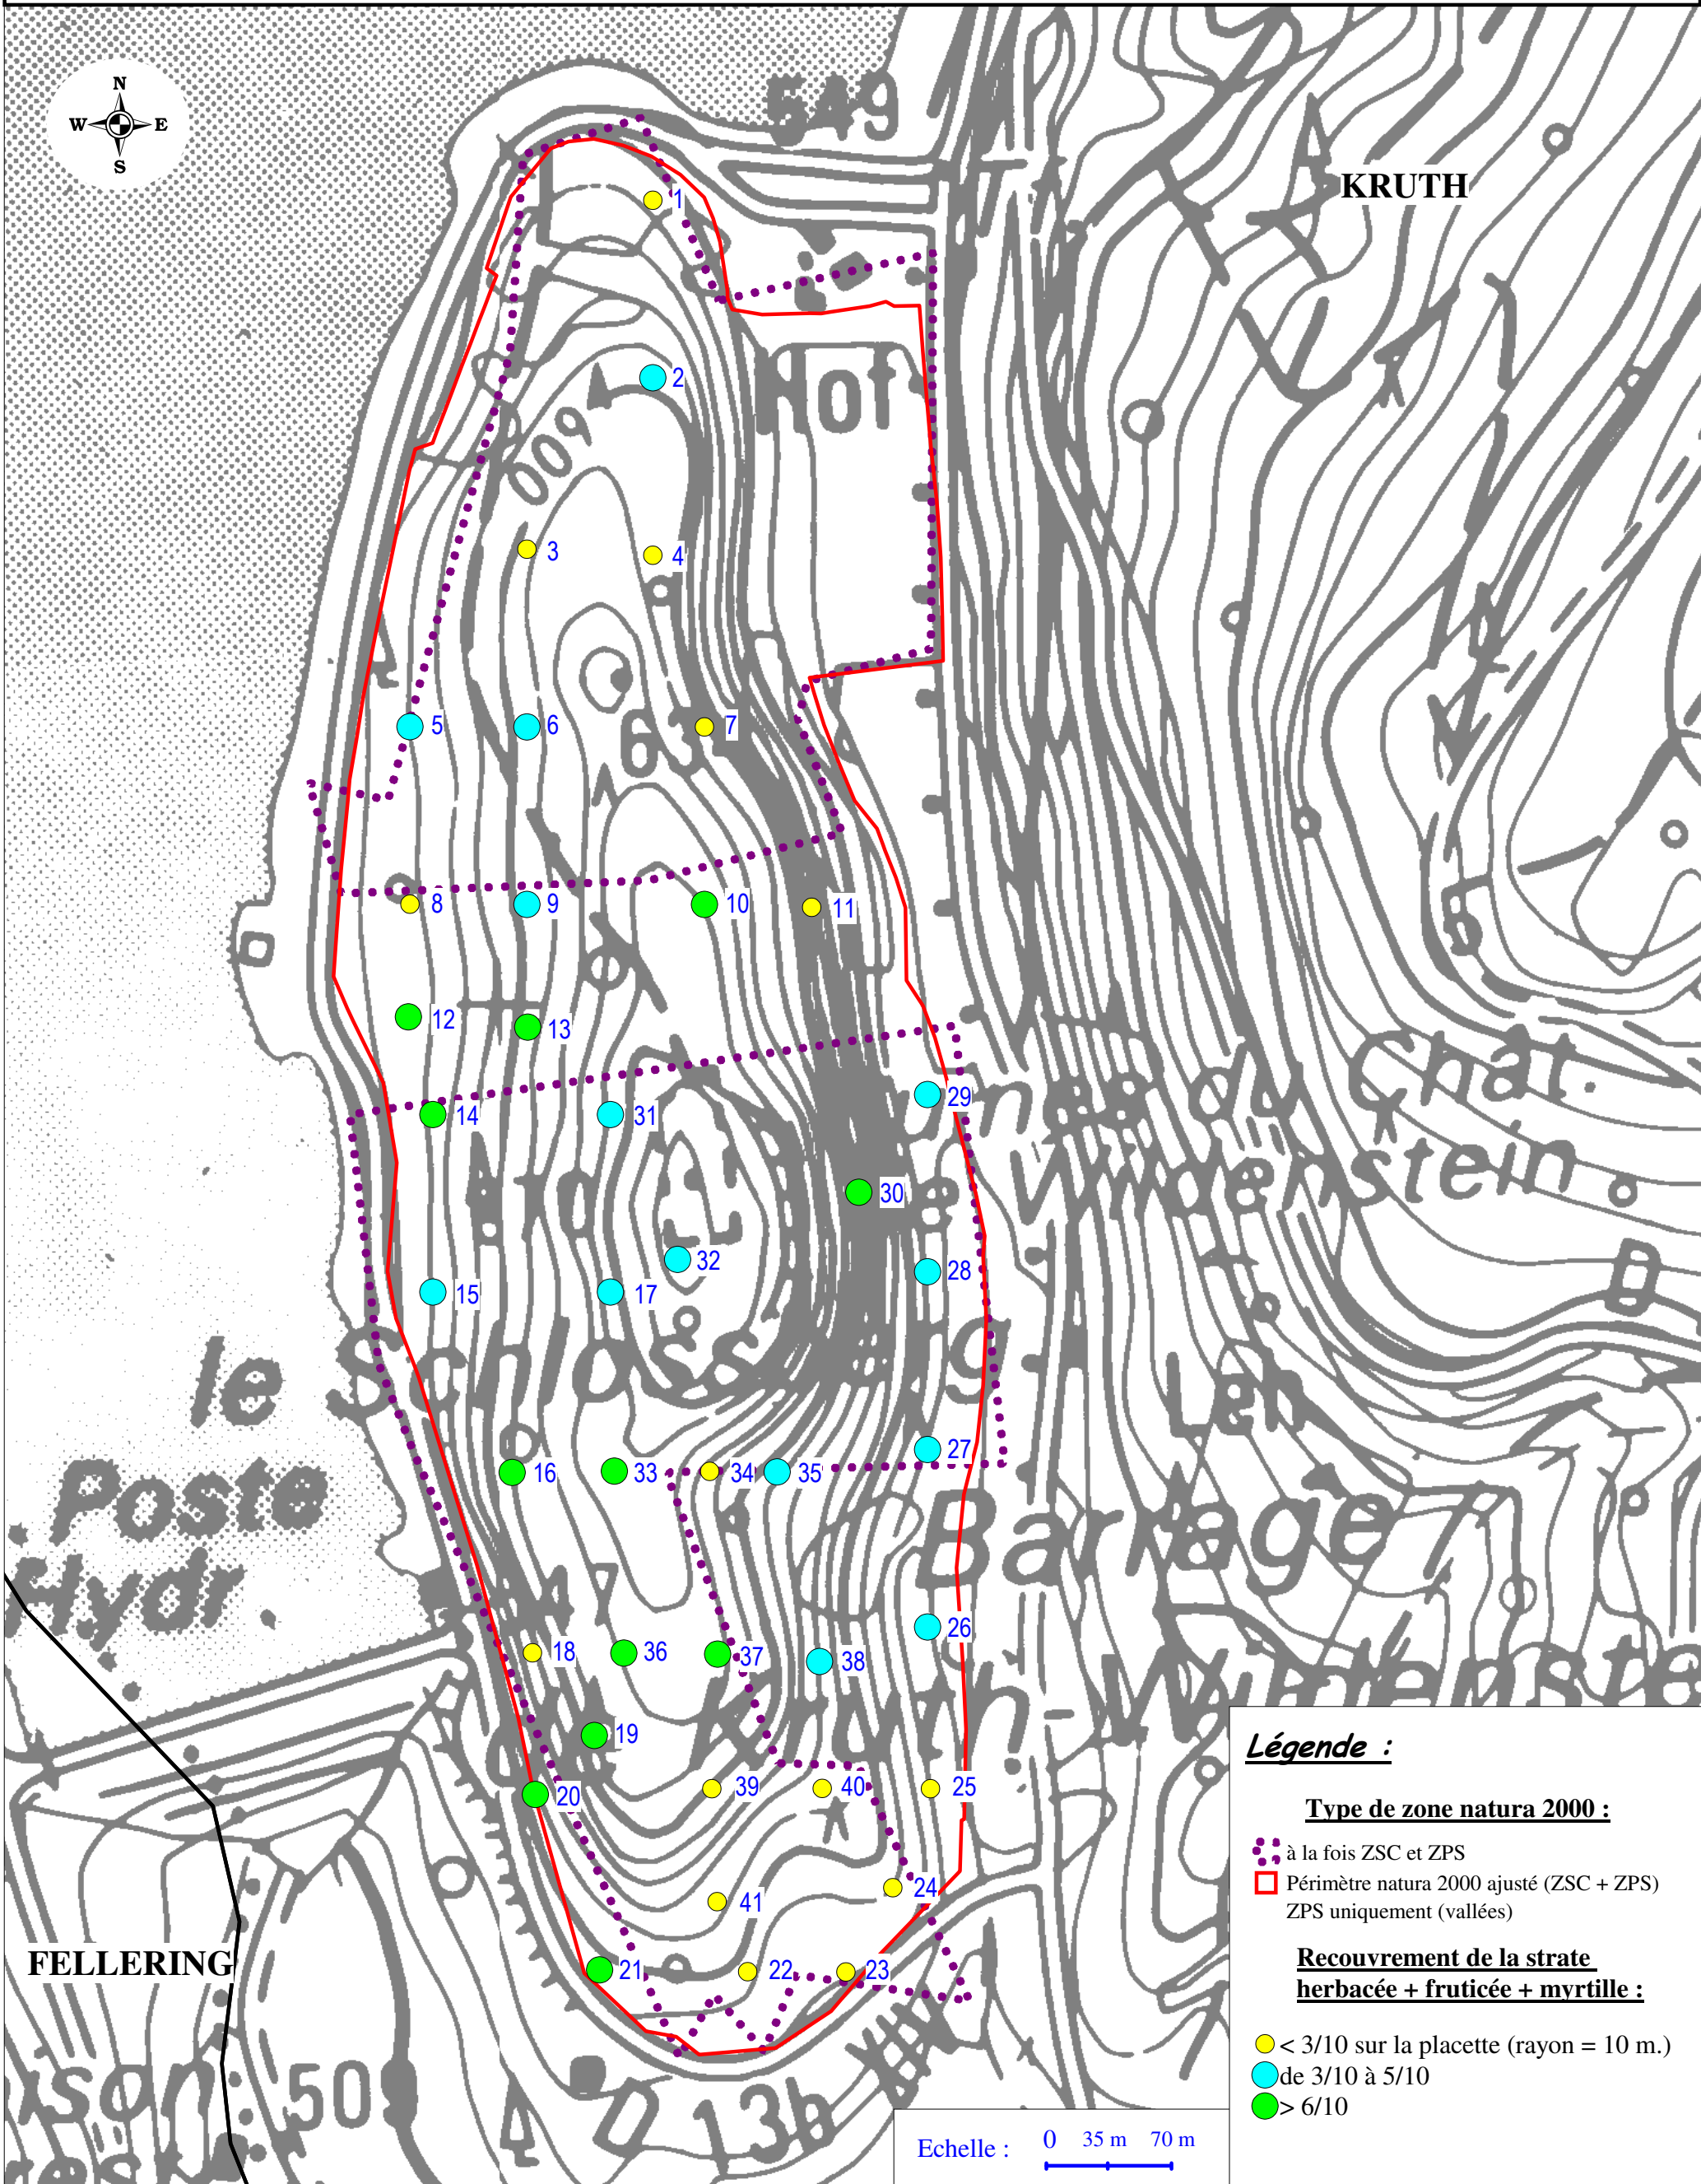 N
W E
S
549
KRUTH
1
Hof
2
600
3
4
5
6
63
7
8
9
10
11
12
13
Chat.
29
14
31
Wildenstein
30
32
28
15
17
le Schlossberg
27
16
33
34
35
Poste
Hydr.
Barrage
26
18
36
37
38
Kruth-Wildenste
19
20
39
40
25
41
24
FELLERING
21
22
23
50
13b
Légende :
Type de zone natura 2000 :
à la fois ZSC et ZPS
Périmètre natura 2000 ajusté (ZSC + ZPS)
ZPS uniquement (vallées)
Recouvrement de la strate
herbacée + fruticée + myrtille :
< 3/10 sur la placette (rayon = 10 m.)
de 3/10 à 5/10
> 6/10
Echelle : 0 35 m 70 m